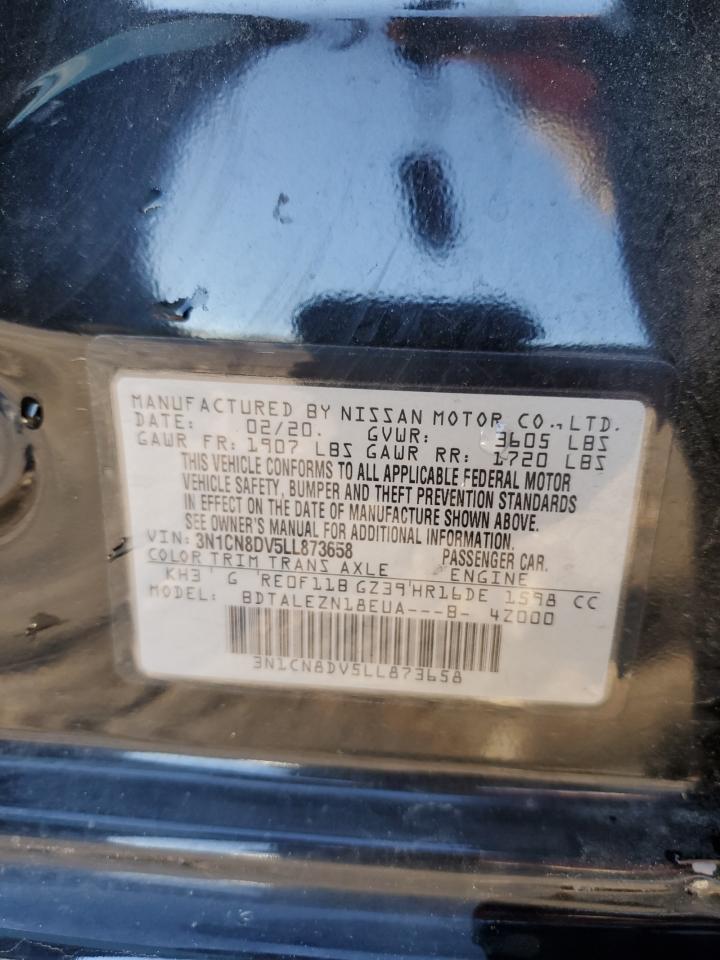 MANUFACTURED BY NISSAN MOTOR CO., LTD.
DATE: 02/20. GVWR: 3605 LBS
GAWR FR: 1907 LBS GAWR RR: 1720 LBS
THIS VEHICLE CONFORMS TO ALL APPLICABLE FEDERAL MOTOR
VEHICLE SAFETY, BUMPER AND THEFT PREVENTION STANDARDS
IN EFFECT ON THE DATE OF MANUFACTURE SHOWN ABOVE.
SEE OWNER'S MANUAL FOR ADDITIONAL INFORMATION.
VIN: 3N1CN8DV5LL873658 PASSENGER CAR.
COLOR TRIM TRANS AXLE ENGINE
KH3 G RE0F11B GZ39 HR16DE 1598 CC
MODEL: BDTALEZN18EUA---B- 4Z000
3N1CN8DV5LL873658